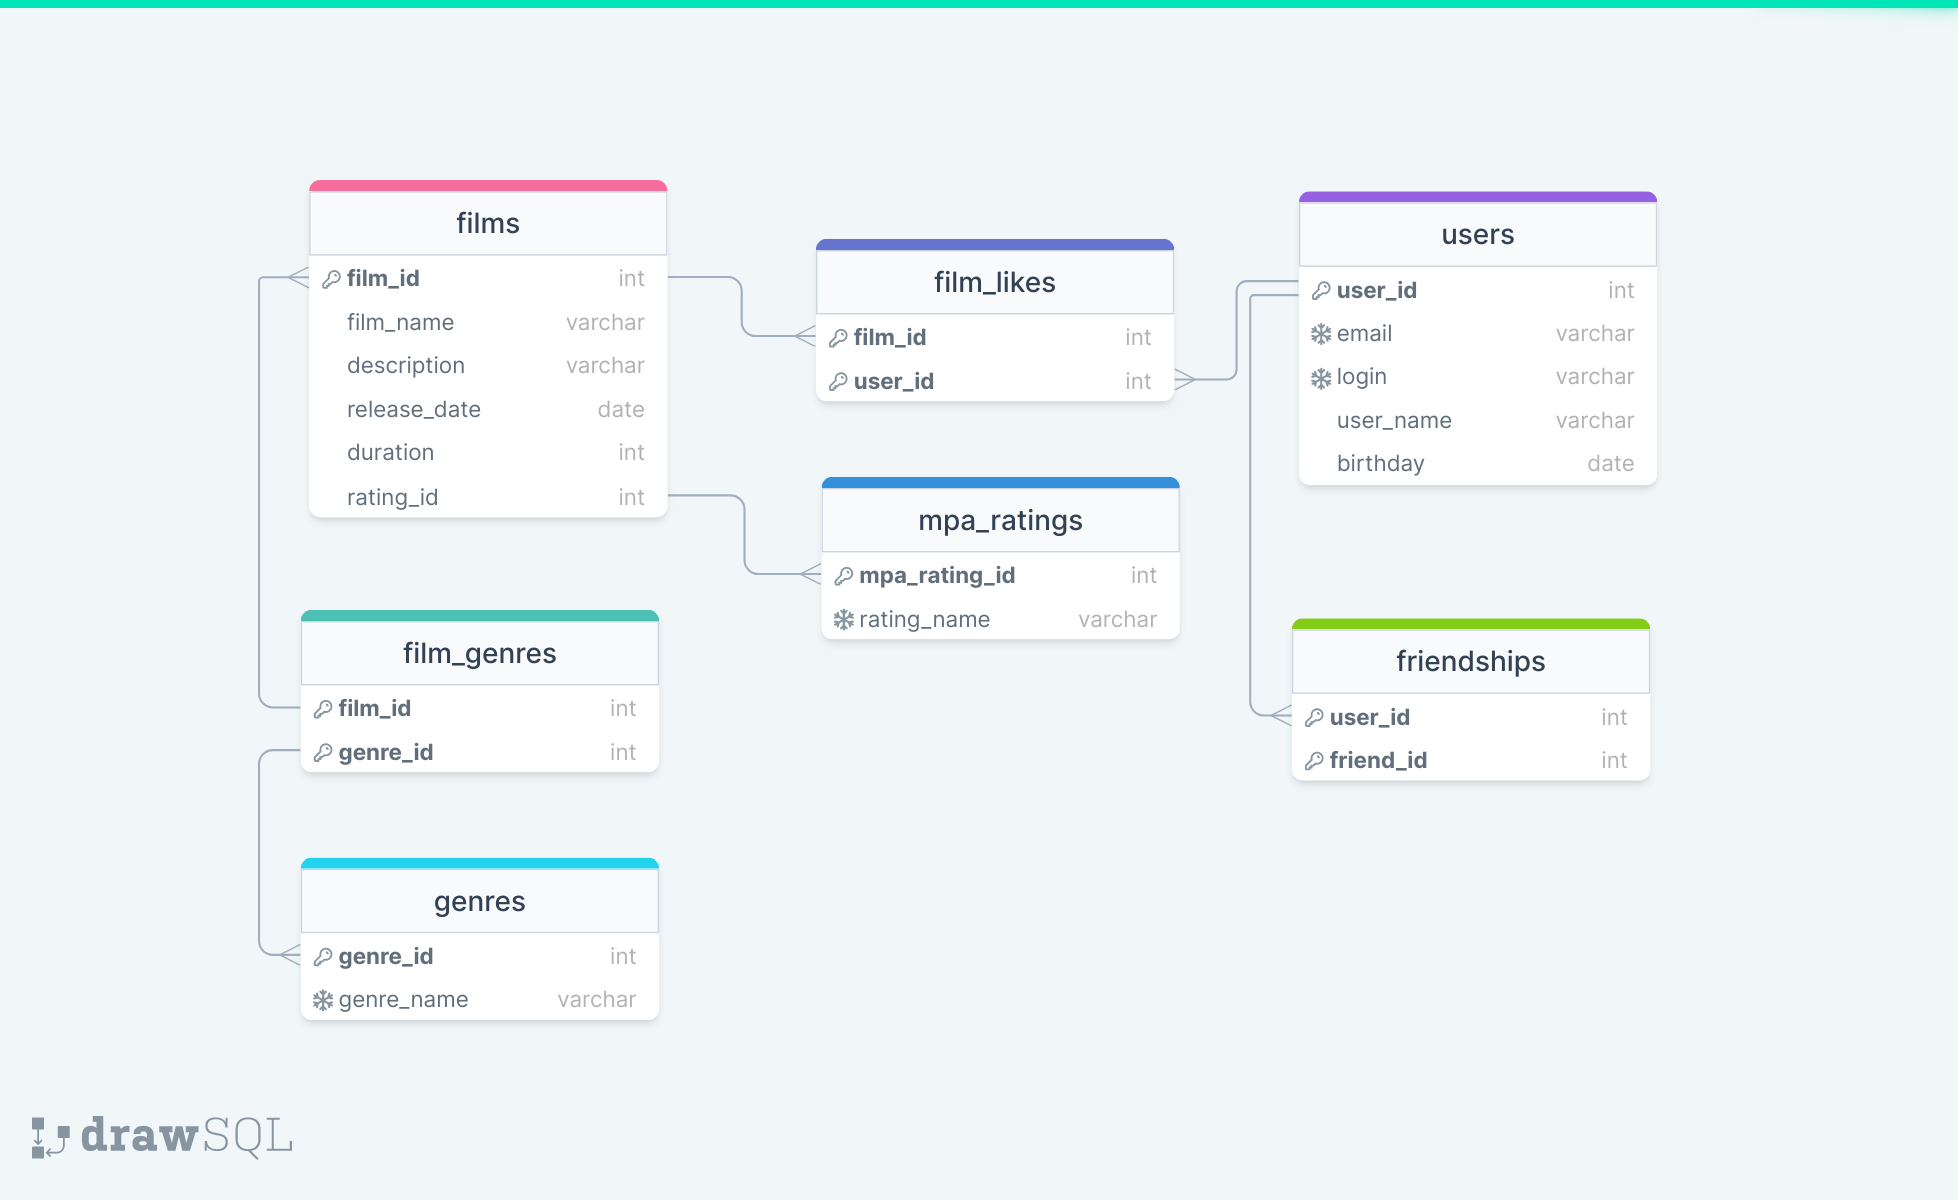 films
film_id int
film_name varchar
description varchar
release_date date
duration int
rating_id int
film_likes
film_id int
user_id int
users
user_id int
email varchar
login varchar
user_name varchar
birthday date
mpa_ratings
mpa_rating_id int
rating_name varchar
film_genres
film_id int
genre_id int
friendships
user_id int
friend_id int
genres
genre_id int
genre_name varchar
drawSQL